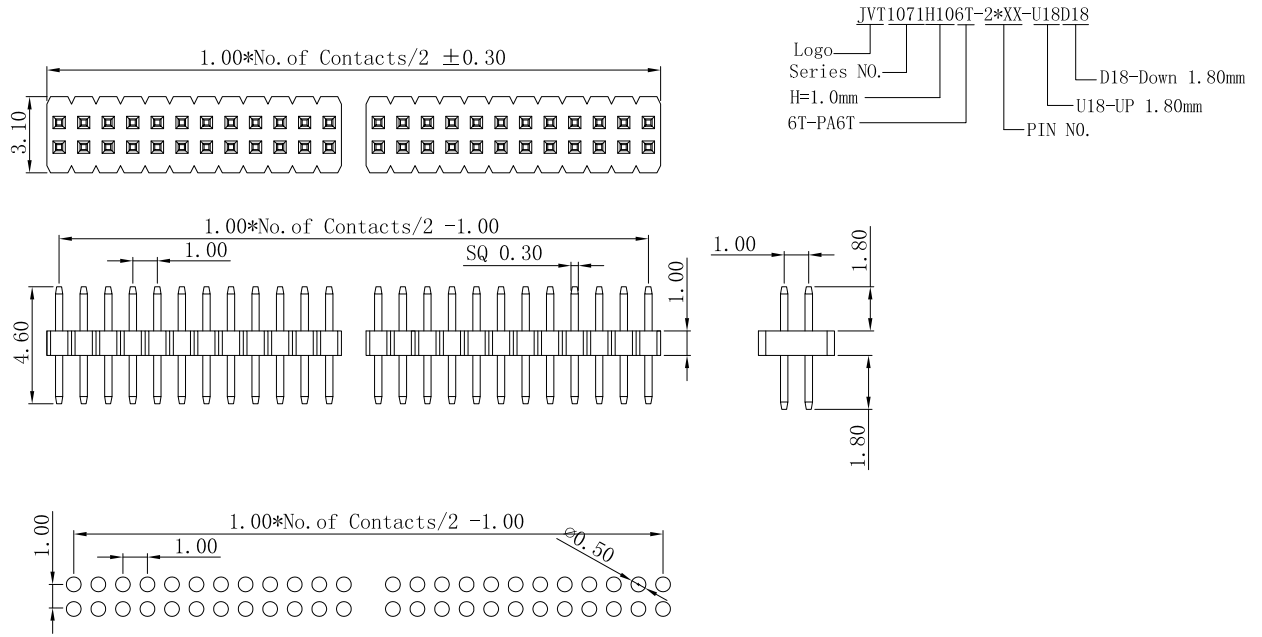 JVT1071H106T-2*XX-U18D18
Logo
Series NO.
H=1.0mm
6T-PA6T
D18-Down 1.80mm
U18-UP 1.80mm
PIN NO.
1.00*No.of Contacts/2 ±0.30
3.10
1.00*No.of Contacts/2 -1.00
1.00
SQ 0.30
1.00
4.60
1.00
1.80
1.80
1.00*No.of Contacts/2 -1.00
1.00
1.00
⌀0.50